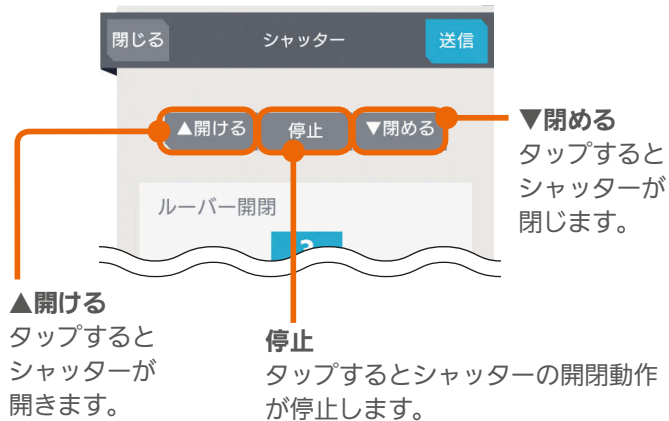 閉じる
シャッター
送信
▲開ける
停止
▼閉める
ルーバー開閉
▼閉める
タップすると
シャッターが
閉じます。
▲開ける
タップすると
シャッターが
開きます。
停止
タップするとシャッターの開閉動作
が停止します。